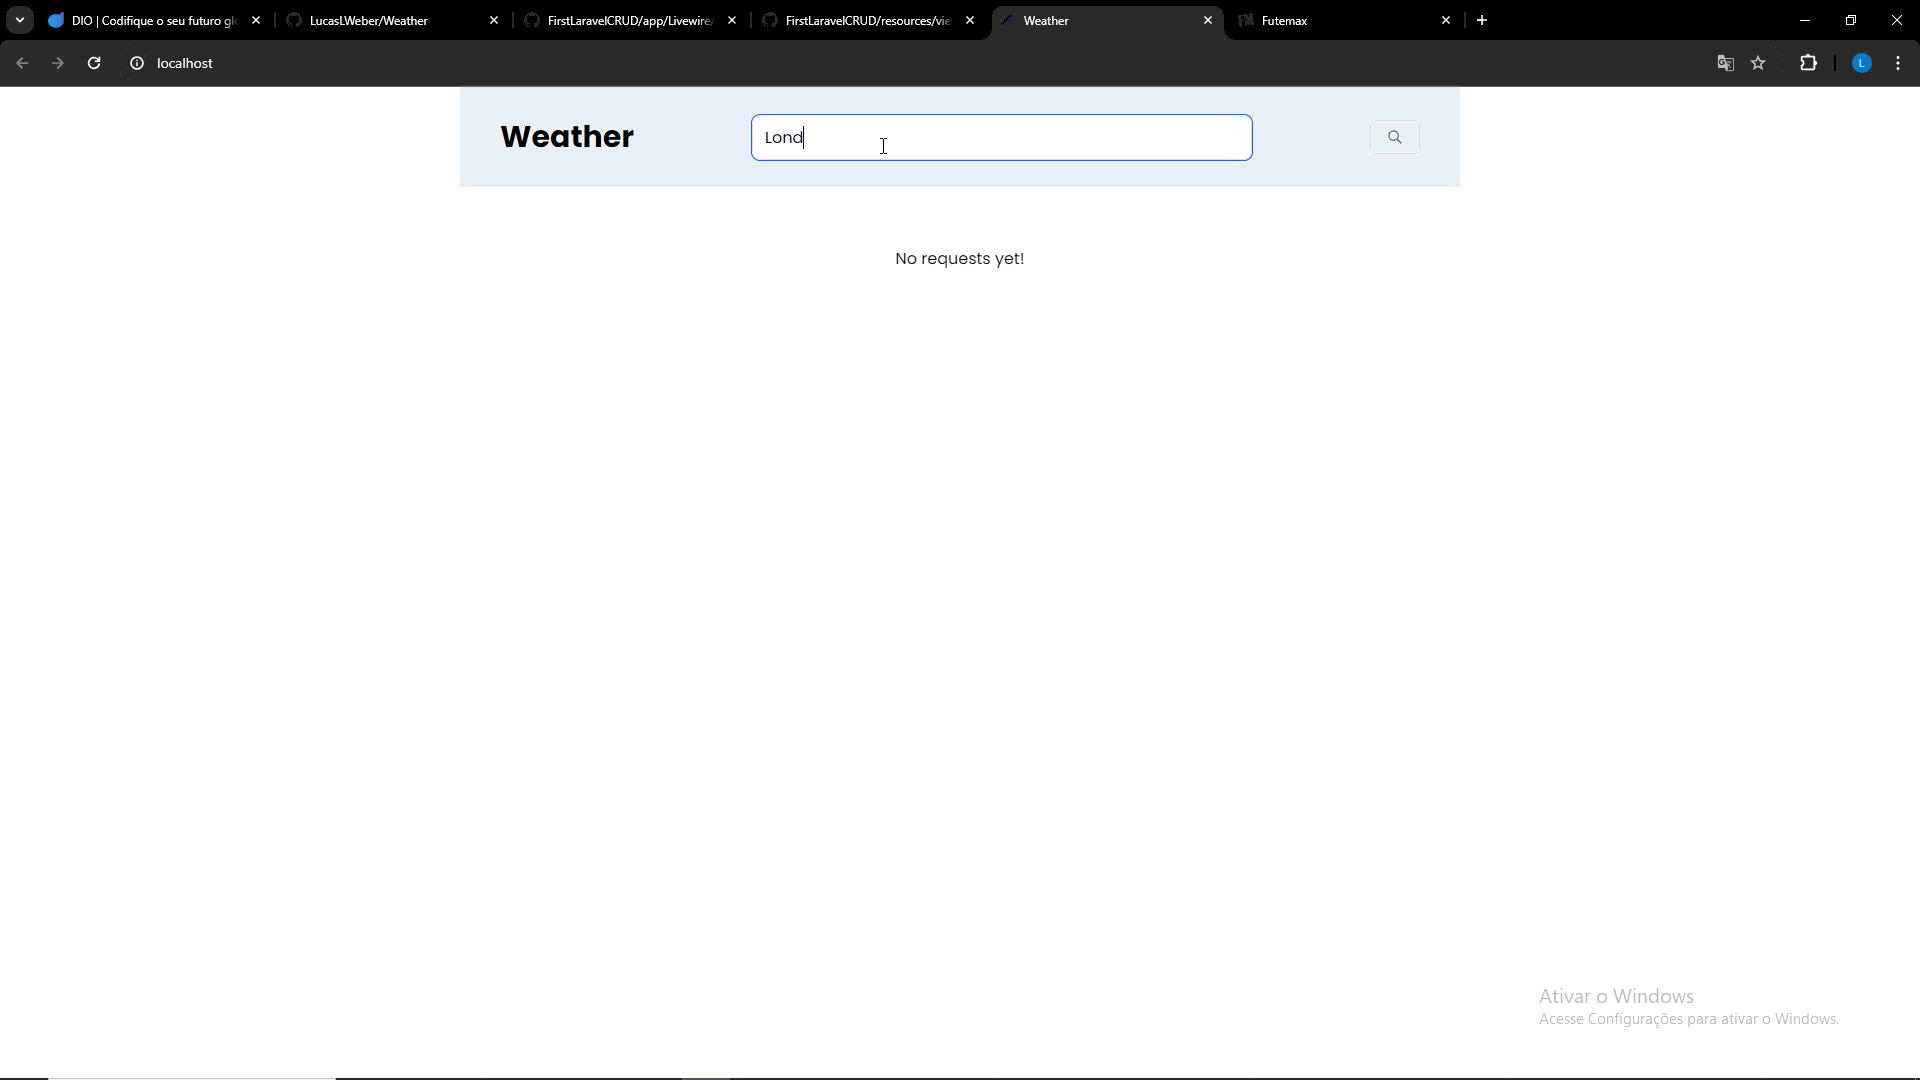 DIO | Codifique o seu futuro gl
LucasLWeber/Weather
FirstLaravelCRUD/app/Livewire/
FirstLaravelCRUD/resources/vie
Weather
Futemax
localhost
L
Weather
Lond
No requests yet!
Ativar o Windows
Acesse Configurações para ativar o Windows.